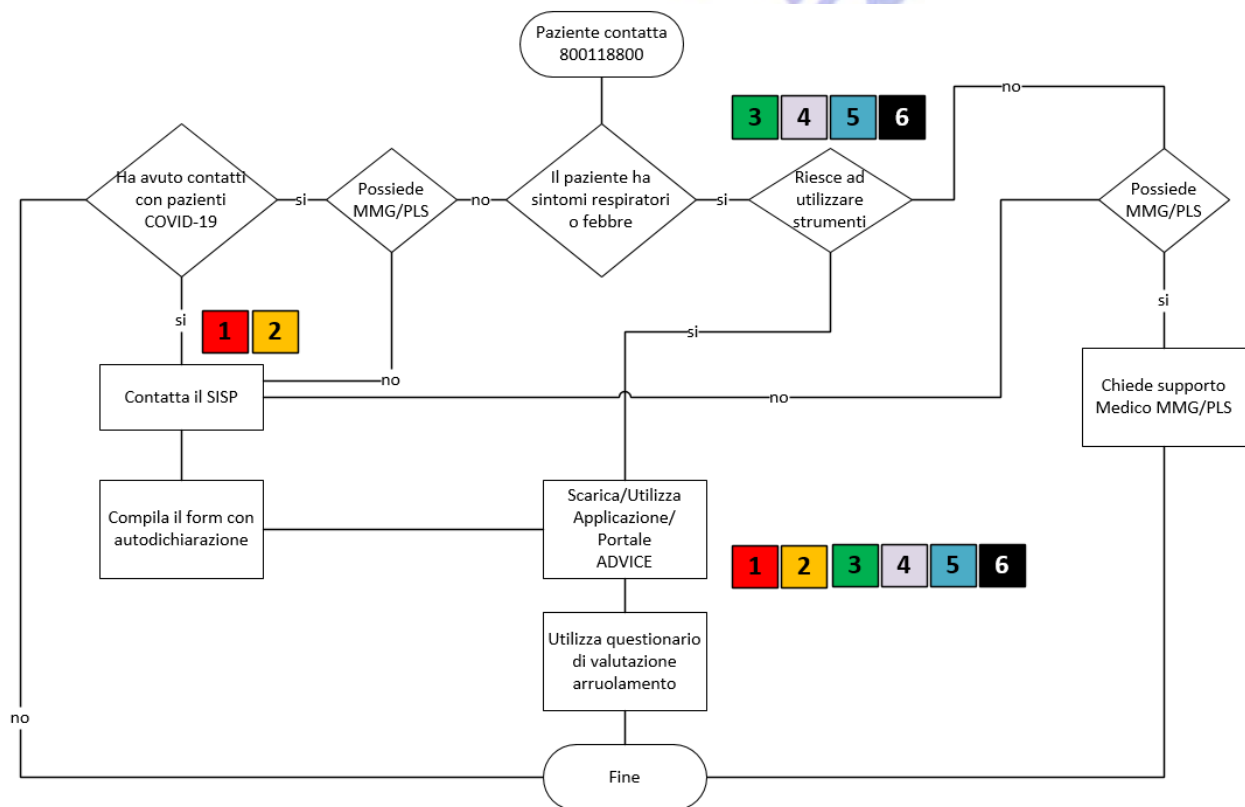 Paziente contatta
800118800
3 4 5 6
no
Ha avuto contatti
con pazienti
COVID-19
si
Possiede
MMG/PLS
no
Il paziente ha
sintomi respiratori
o febbre
si
Riesce ad
utilizzare
strumenti
Possiede
MMG/PLS
si
1 2
si
si
Contatta il SISP
no
no
Chiede supporto
Medico MMG/PLS
Compila il form con
autodichiarazione
Scarica/Utilizza
Applicazione/
Portale
ADVICE
1 2 3 4 5 6
Utilizza questionario
di valutazione
arruolamento
no
Fine